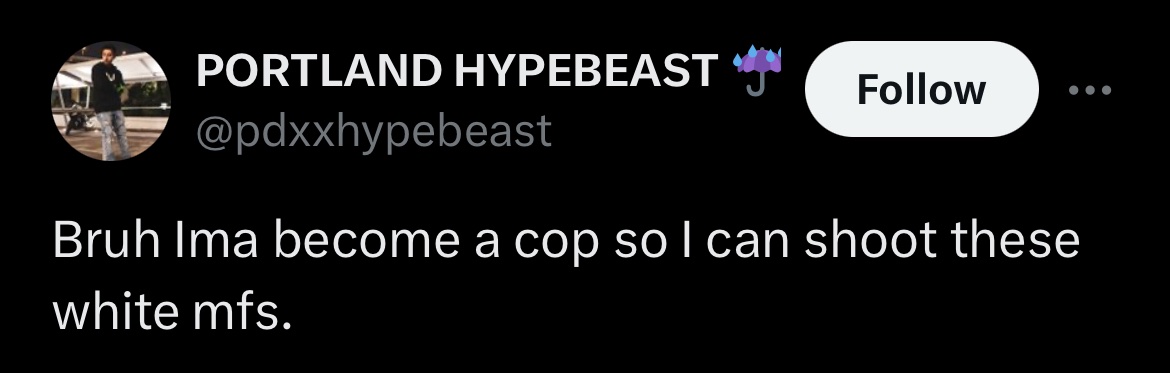 PORTLAND HYPEBEAST ☔
Follow
@pdxxhypebeast
Bruh Ima become a cop so I can shoot these
white mfs.